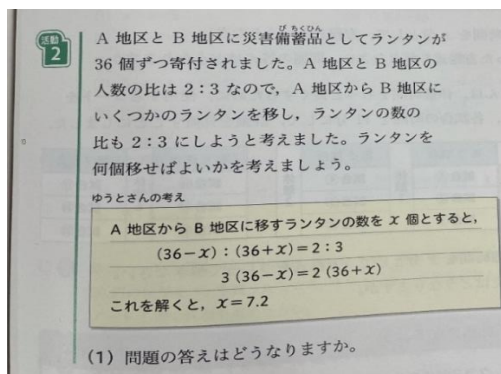 活動
2
A 地区と B 地区に災害備蓄品としてランタンが
36 個ずつ寄付されました。A 地区と B 地区の
人数の比は 2：3 なので，A 地区から B 地区に
いくつかのランタンを移し，ランタンの数の
比も 2：3 にしようと考えました。ランタンを
何個移せばよいかを考えましょう。
ゆうとさんの考え
A 地区から B 地区に移すランタンの数を x 個とすると，
(36－x)：(36＋x)＝2：3
3 (36－x)＝2 (36＋x)
これを解くと，x＝7.2
(1) 問題の答えはどうなりますか。